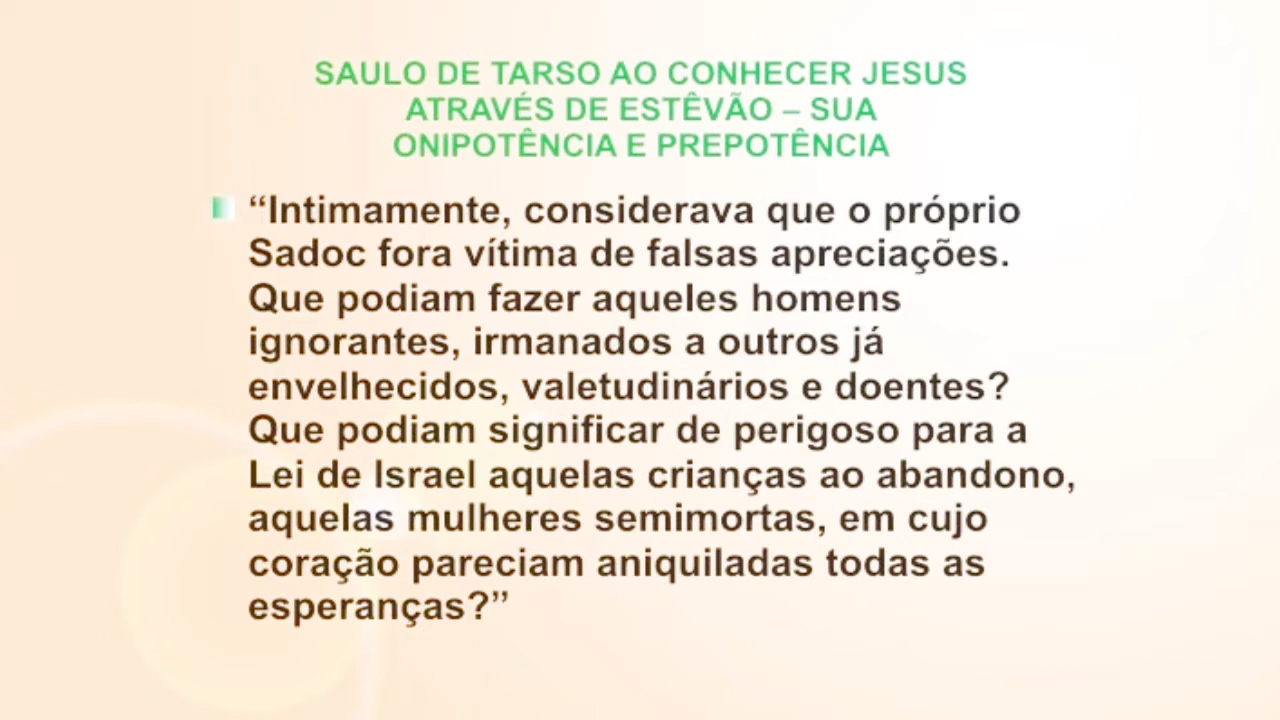 SAULO DE TARSO AO CONHECER JESUS
ATRAVÉS DE ESTÊVÃO – SUA
ONIPOTÊNCIA E PREPOTÊNCIA
“Intimamente, considerava que o próprio
Sadoc fora vítima de falsas apreciações.
Que podiam fazer aqueles homens
ignorantes, irmanados a outros já
envelhecidos, valetudinários e doentes?
Que podiam significar de perigoso para a
Lei de Israel aquelas crianças ao abandono,
aquelas mulheres semimortas, em cujo
coração pareciam aniquiladas todas as
esperanças?”